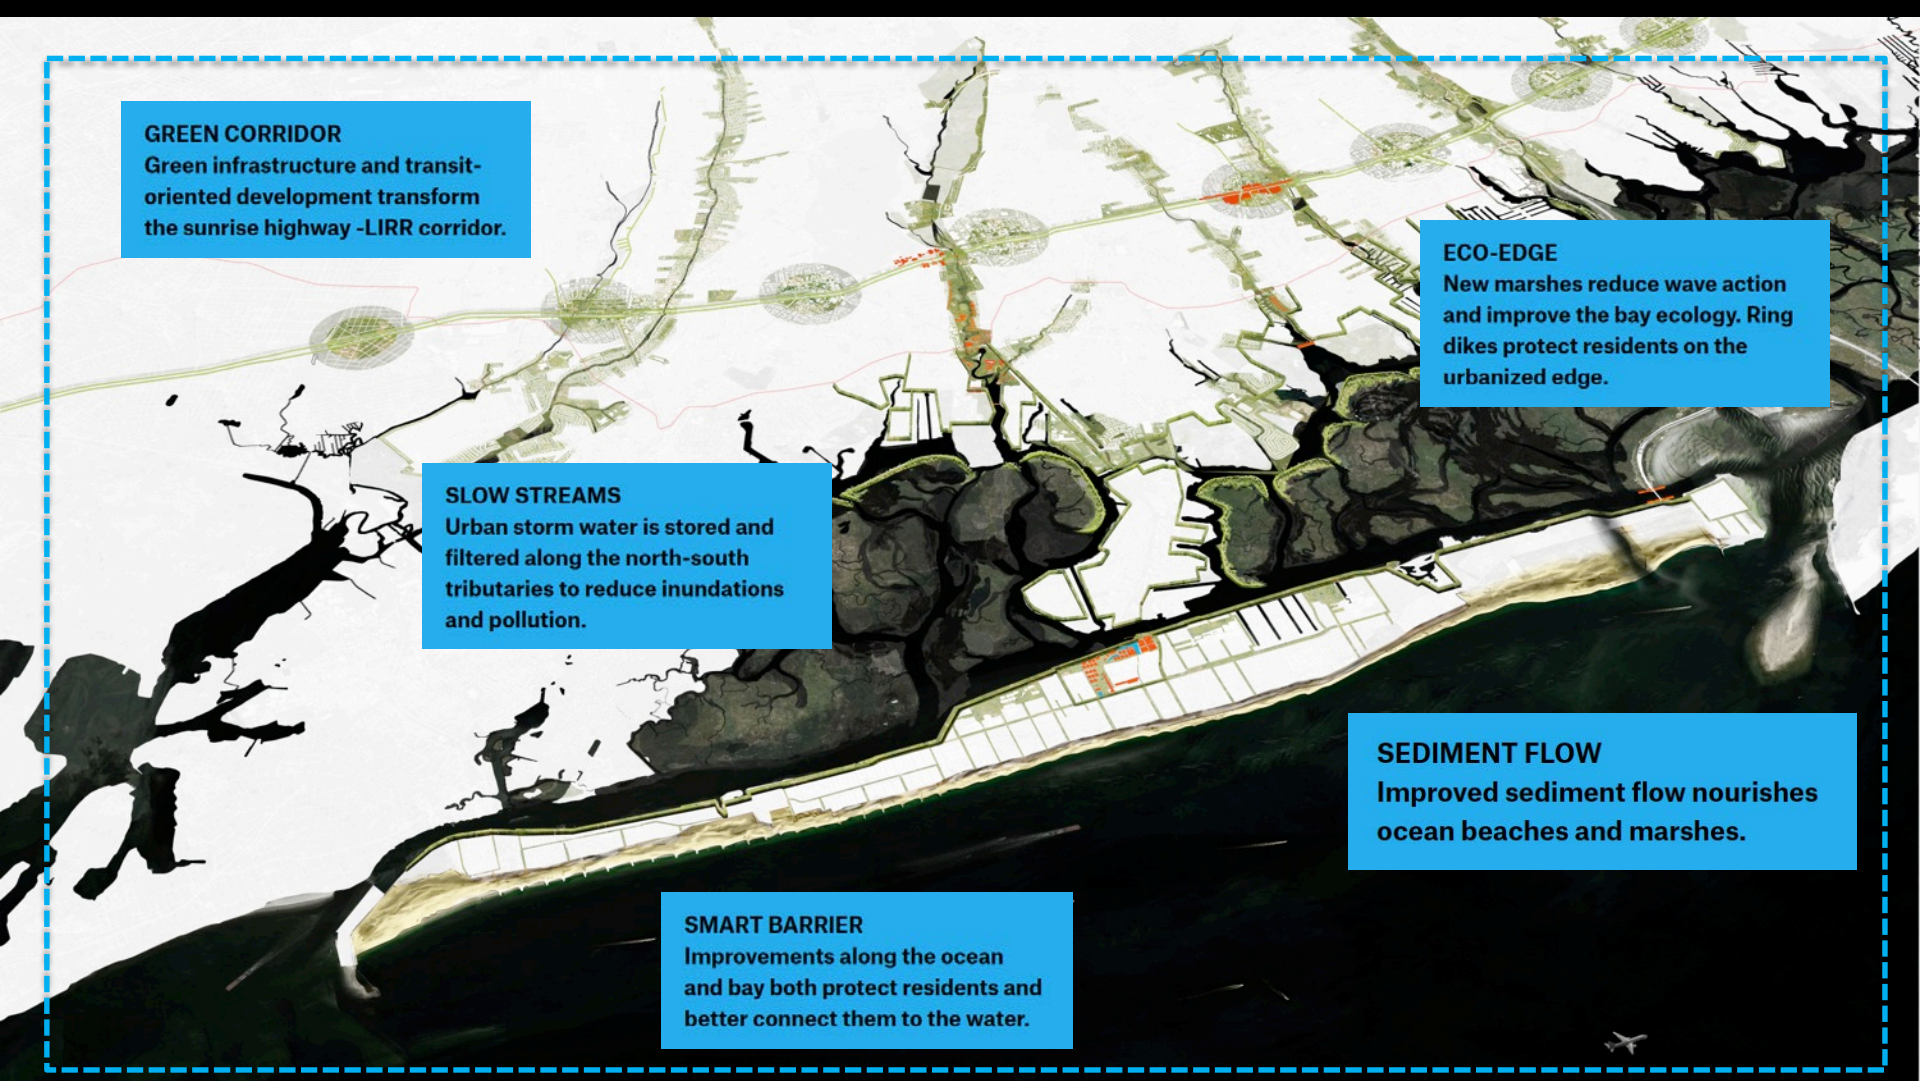 GREEN CORRIDOR
Green infrastructure and transit-
oriented development transform
the sunrise highway -LIRR corridor.
ECO-EDGE
New marshes reduce wave action
and improve the bay ecology. Ring
dikes protect residents on the
urbanized edge.
SLOW STREAMS
Urban storm water is stored and
filtered along the north-south
tributaries to reduce inundations
and pollution.
SEDIMENT FLOW
Improved sediment flow nourishes
ocean beaches and marshes.
SMART BARRIER
Improvements along the ocean
and bay both protect residents and
better connect them to the water.